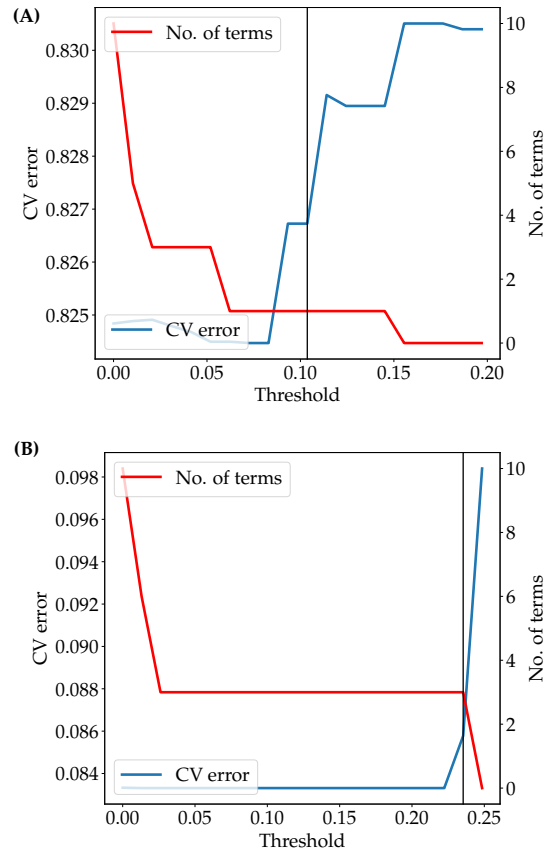 (A)
No. of terms
CV error
0.830
0.829
0.828
0.827
0.826
0.825
CV error
10
8
6
4
2
0
No. of terms
0.00 0.05 0.10 0.15 0.20
Threshold
(B)
No. of terms
CV error
0.098
0.096
0.094
0.092
0.090
0.088
0.086
0.084
CV error
10
8
6
4
2
0
No. of terms
0.00 0.05 0.10 0.15 0.20 0.25
Threshold